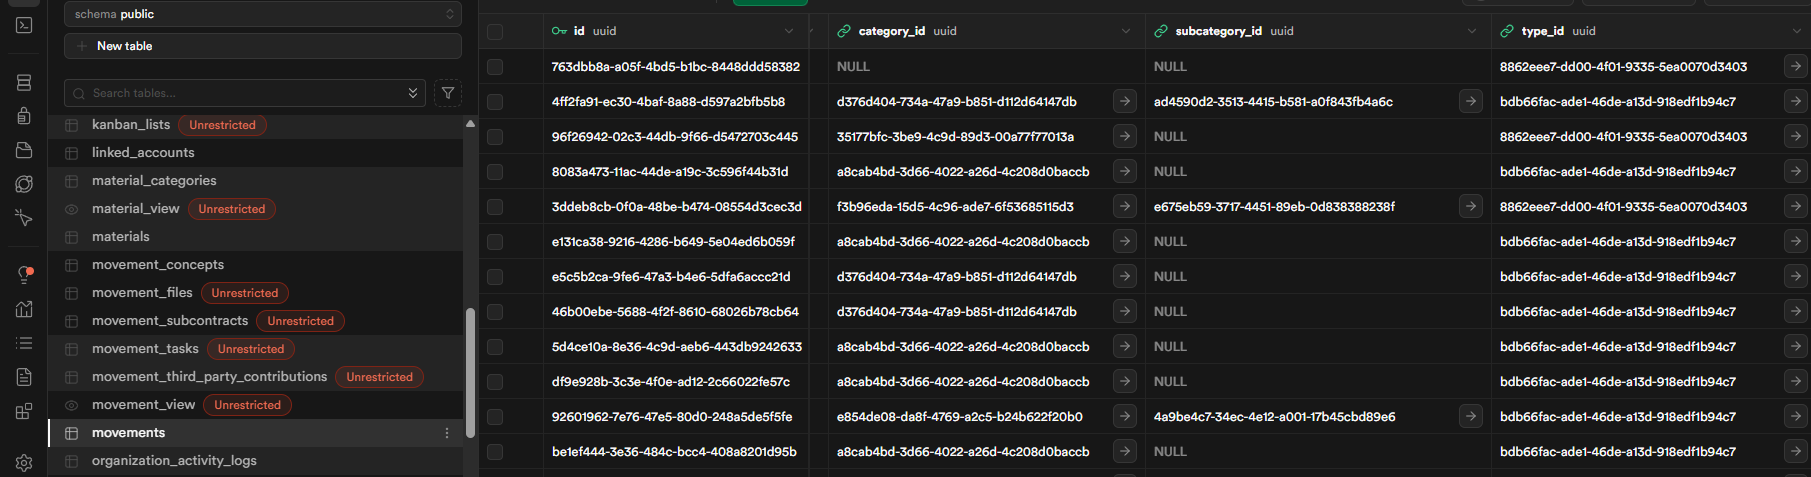 schema public
New table
Search tables...
kanban_lists Unrestricted
linked_accounts
material_categories
material_view Unrestricted
materials
movement_concepts
movement_files Unrestricted
movement_subcontracts Unrestricted
movement_tasks Unrestricted
movement_third_party_contributions Unrestricted
movement_view Unrestricted
movements
organization_activity_logs
id uuid category_id uuid subcategory_id uuid type_id uuid
763dbb8a-a05f-4bd5-b1bc-8448ddd58382 NULL NULL 8862eee7-dd00-4f01-9335-5ea0070d3403
4ff2fa91-ec30-4baf-8a88-d597a2bfb5b8 d376d404-734a-47a9-b851-d112d64147db ad4590d2-3513-4415-b581-a0f843fb4a6c bdb66fac-ade1-46de-a13d-918edf1b94c7
96f26942-02c3-44db-9f66-d5472703c445 35177bfc-3be9-4c9d-89d3-00a77f77013a NULL 8862eee7-dd00-4f01-9335-5ea0070d3403
8083a473-11ac-44de-a19c-3c596f44b31d a8cab4bd-3d66-4022-a26d-4c208d0baccb NULL bdb66fac-ade1-46de-a13d-918edf1b94c7
3ddeb8cb-0f0a-48be-b474-08554d3cec3d f3b96eda-15d5-4c96-ade7-6f53685115d3 e675eb59-3717-4451-89eb-0d838388238f 8862eee7-dd00-4f01-9335-5ea0070d3403
e131ca38-9216-4286-b649-5e04ed6b059f a8cab4bd-3d66-4022-a26d-4c208d0baccb NULL bdb66fac-ade1-46de-a13d-918edf1b94c7
e5c5b2ca-9fe6-47a3-b4e6-5dfa6accc21d d376d404-734a-47a9-b851-d112d64147db NULL bdb66fac-ade1-46de-a13d-918edf1b94c7
46b00ebe-5688-4f2f-8610-68026b78cb64 d376d404-734a-47a9-b851-d112d64147db NULL bdb66fac-ade1-46de-a13d-918edf1b94c7
5d4ce10a-8e36-4c9d-aeb6-443db9242633 a8cab4bd-3d66-4022-a26d-4c208d0baccb NULL bdb66fac-ade1-46de-a13d-918edf1b94c7
df9e928b-3c3e-4f0e-ad12-2c66022fe57c a8cab4bd-3d66-4022-a26d-4c208d0baccb NULL bdb66fac-ade1-46de-a13d-918edf1b94c7
92601962-7e76-47e5-80d0-248a5de5f5fe e854de08-da8f-4769-a2c5-b24b622f20b0 4a9be4c7-34ec-4e12-a001-17b45cbd89e6 bdb66fac-ade1-46de-a13d-918edf1b94c7
be1ef444-3e36-484c-bcc4-408a8201d95b a8cab4bd-3d66-4022-a26d-4c208d0baccb NULL bdb66fac-ade1-46de-a13d-918edf1b94c7